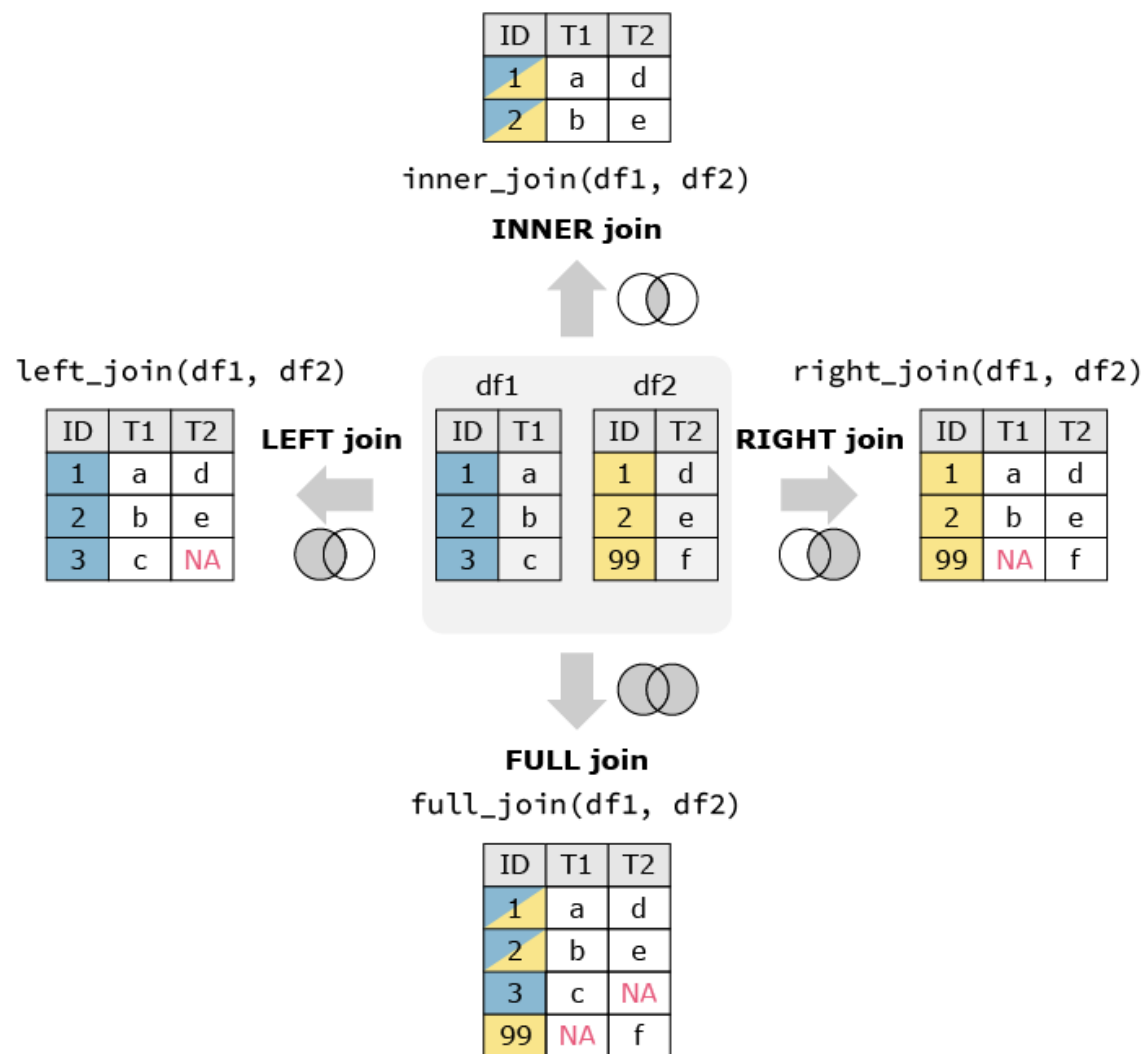 ID T1 T2
1 a d
2 b e
inner_join(df1, df2)
INNER join
left_join(df1, df2)
ID T1 T2
1 a d
2 b e
3 c NA
LEFT join
df1
ID T1
1 a
2 b
3 c
df2
ID T2
1 d
2 e
99 f
RIGHT join
right_join(df1, df2)
ID T1 T2
1 a d
2 b e
99 NA f
FULL join
full_join(df1, df2)
ID T1 T2
1 a d
2 b e
3 c NA
99 NA f